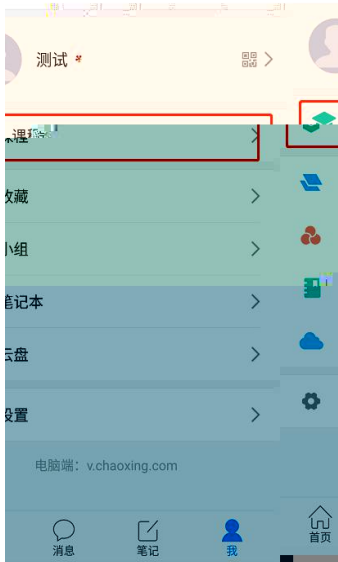 测试
课程
收藏
小组
笔记本
云盘
设置
电脑端：v.chaoxing.com
消息
笔记
我
首页